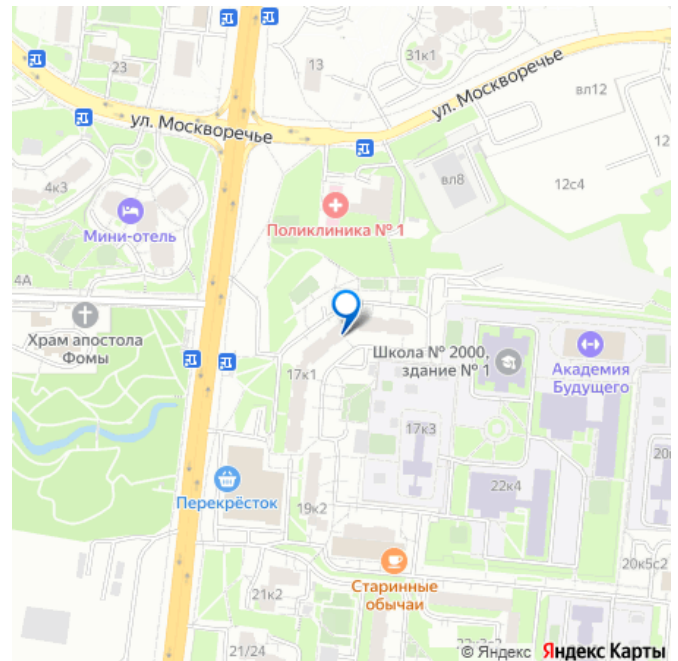 23
13
31к1
ул. Москворечье
ул. Москворечье
вл12
12
вл8
12с4
4к3
Мини-отель
Поликлиника № 1
4А
Храм апостола
Фомы
17к1
Школа № 2000,
здание № 1
Академия
Будущего
17к3
20
22к4
Перекрёсток
19к2
Старинные
обычаи
20к5с2
21к2
21/24
© Яндекс Яндекс Карты